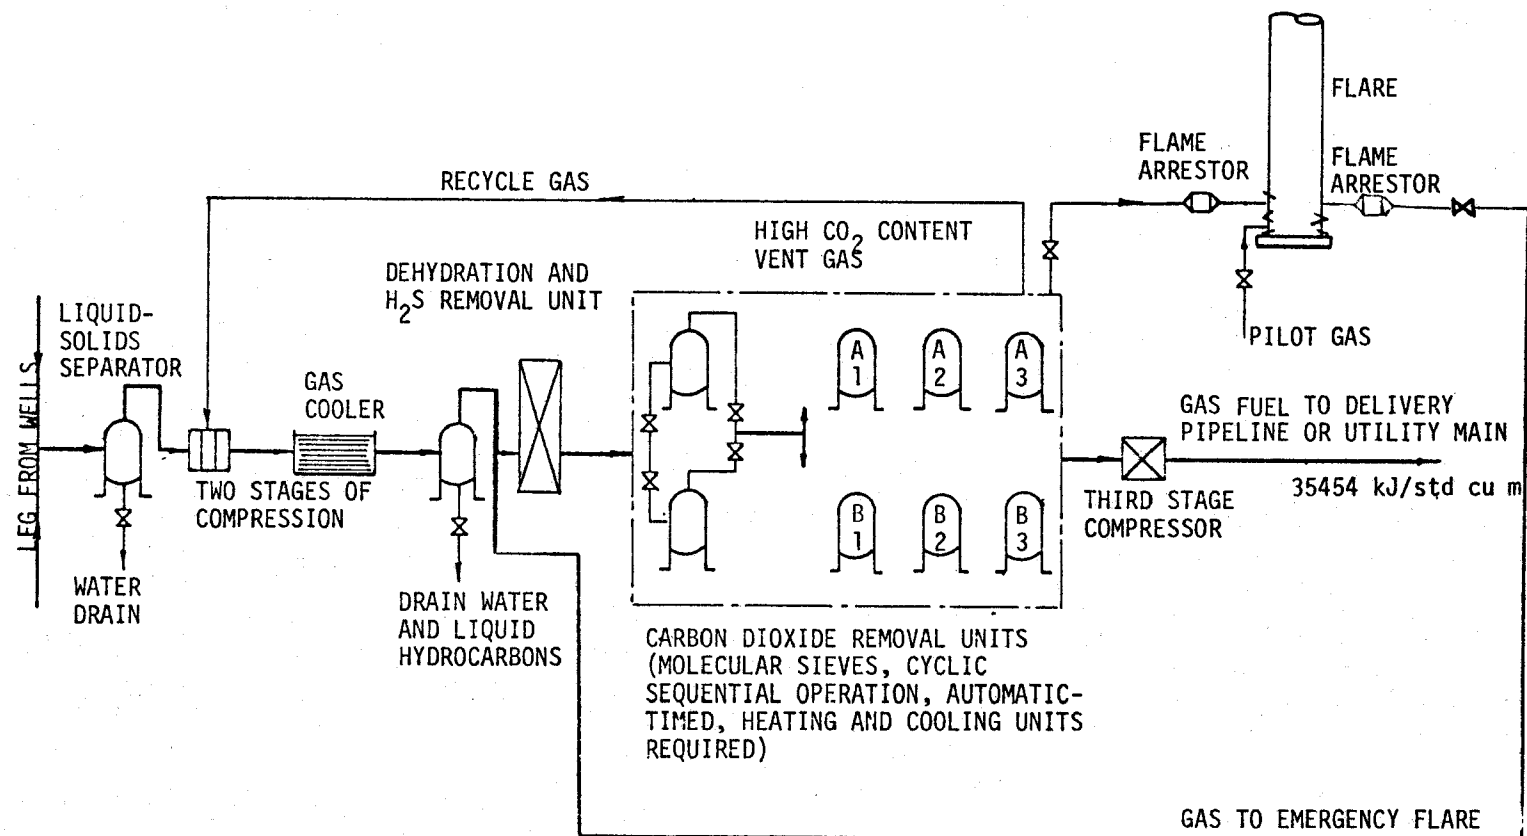 FLARE
FLAME
ARRESTOR
FLAME
ARRESTOR
RECYCLE GAS
HIGH CO2 CONTENT
VENT GAS
DEHYDRATION AND
H2S REMOVAL UNIT
LIQUID-
SOLIDS
SEPARATOR
PILOT GAS
GAS
COOLER
A
1
A
2
A
3
GAS FUEL TO DELIVERY
PIPELINE OR UTILITY MAIN
35454 kJ/std cu m
LFG FROM WELLS
TWO STAGES OF
COMPRESSION
THIRD STAGE
COMPRESSOR
B
1
B
2
B
3
WATER
DRAIN
DRAIN WATER
AND LIQUID
HYDROCARBONS
CARBON DIOXIDE REMOVAL UNITS
(MOLECULAR SIEVES, CYCLIC
SEQUENTIAL OPERATION, AUTOMATIC-
TIMED, HEATING AND COOLING UNITS
REQUIRED)
GAS TO EMERGENCY FLARE